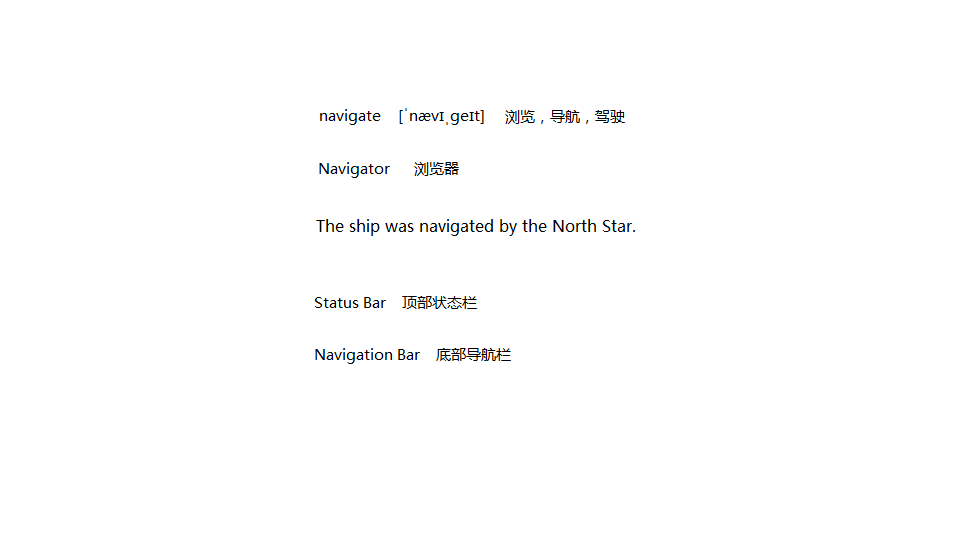 navigate [ˈnævɪˌɡeɪt] 浏览，导航，驾驶
Navigator 浏览器
The ship was navigated by the North Star.
Status Bar 顶部状态栏
Navigation Bar 底部导航栏